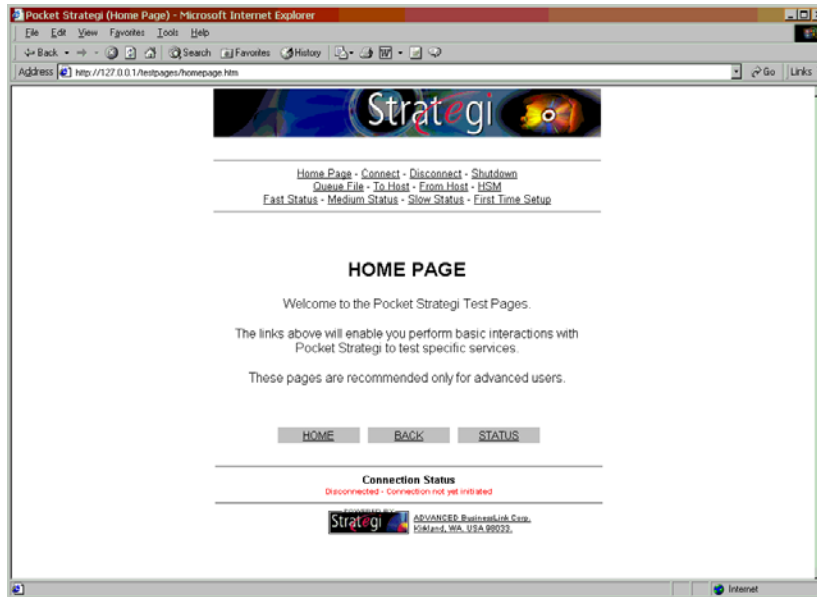 Pocket Strategi (Home Page) - Microsoft Internet Explorer
File Edit View Favorites Tools Help
Back Search Favorites History
Address http://127.0.0.1/testpages/homepage.htm Go Links
Strategi
Home Page - Connect - Disconnect - Shutdown
Queue File - To Host - From Host - HSM
Fast Status - Medium Status - Slow Status - First Time Setup
HOME PAGE
Welcome to the Pocket Strategi Test Pages.
The links above will enable you perform basic interactions with
Pocket Strategi to test specific services.
These pages are recommended only for advanced users.
HOME BACK STATUS
Connection Status
Disconnected - Connection not yet initiated
POWERED BY
Strategi
ADVANCED BusinessLink Corp.
Kirkland, WA, USA 98033.
Internet